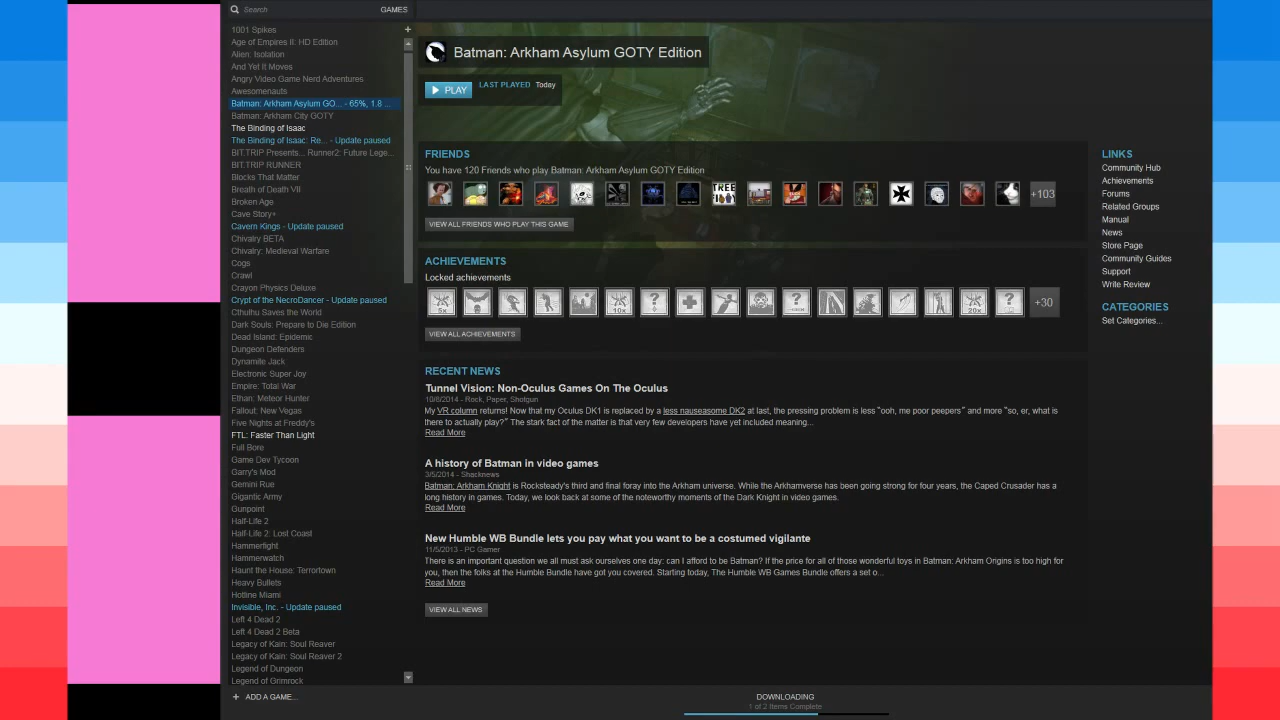 Search
GAMES
1001 Spikes
Age of Empires II: HD Edition
Alien: Isolation
And Yet It Moves
Angry Video Game Nerd Adventures
Awesomenauts
Batman: Arkham Asylum GO... - 65%, 1.8 ...
Batman: Arkham City GOTY
The Binding of Isaac
The Binding of Isaac: Re... - Update paused
BIT.TRIP Presents... Runner2: Future Lege...
BIT.TRIP RUNNER
Blocks That Matter
Breath of Death VII
Broken Age
Cave Story+
Cavern Kings - Update paused
Chivalry BETA
Chivalry: Medieval Warfare
Cogs
Crawl
Crayon Physics Deluxe
Crypt of the NecroDancer - Update paused
Cthulhu Saves the World
Dark Souls: Prepare to Die Edition
Dead Island: Epidemic
Dungeon Defenders
Dynamite Jack
Electronic Super Joy
Empire: Total War
Ethan: Meteor Hunter
Fallout: New Vegas
Five Nights at Freddy's
FTL: Faster Than Light
Full Bore
Game Dev Tycoon
Garry's Mod
Gemini Rue
Gigantic Army
Gunpoint
Half-Life 2
Half-Life 2: Lost Coast
Hammerfight
Hammerwatch
Haunt the House: Terrortown
Heavy Bullets
Hotline Miami
Invisible, Inc. - Update paused
Left 4 Dead 2
Left 4 Dead 2 Beta
Legacy of Kain: Soul Reaver
Legacy of Kain: Soul Reaver 2
Legend of Dungeon
Legend of Grimrock
+ ADD A GAME...
Batman: Arkham Asylum GOTY Edition
PLAY
LAST PLAYED Today
FRIENDS
You have 120 Friends who play Batman: Arkham Asylum GOTY Edition
TREE
+103
VIEW ALL FRIENDS WHO PLAY THIS GAME
ACHIEVEMENTS
Locked achievements
5x
10x
?
?
20x
?
+30
VIEW ALL ACHIEVEMENTS
RECENT NEWS
Tunnel Vision: Non-Oculus Games On The Oculus
10/8/2014 - Rock, Paper, Shotgun
My VR column returns! Now that my Oculus DK1 is replaced by a less nauseasome DK2 at last, the pressing problem is less "ooh, me poor peepers" and more "so, er, what is
there to actually play?" The stark fact of the matter is that very few developers have yet included meaning...
Read More
A history of Batman in video games
3/5/2014 - Shacknews
Batman: Arkham Knight is Rocksteady's third and final foray into the Arkham universe. While the Arkhamverse has been going strong for four years, the Caped Crusader has a
long history in games. Today, we look back at some of the noteworthy moments of the Dark Knight in video games.
Read More
New Humble WB Bundle lets you pay what you want to be a costumed vigilante
11/5/2013 - PC Gamer
There is an important question we all must ask ourselves one day: can I afford to be Batman? If the price for all of those wonderful toys in Batman: Arkham Origins is too high for
you, then the folks at the Humble Bundle have got you covered. Starting today, The Humble WB Games Bundle offers a set o...
Read More
VIEW ALL NEWS
LINKS
Community Hub
Achievements
Forums
Related Groups
Manual
News
Store Page
Community Guides
Support
Write Review
CATEGORIES
Set Categories...
DOWNLOADING
1 of 2 Items Complete